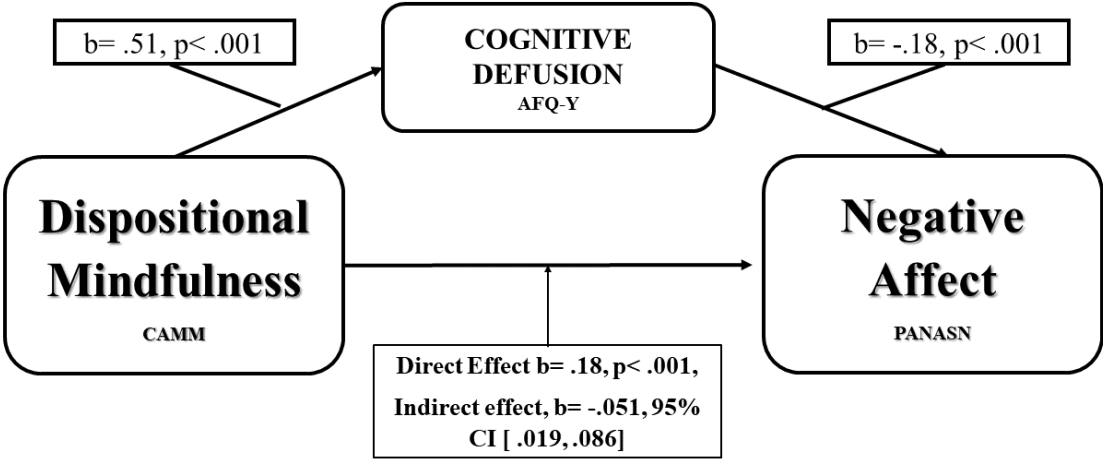 b= .51, p< .001
COGNITIVE
DEFUSION
AFQ-Y
b= -.18, p< .001
Dispositional
Mindfulness
CAMM
Negative
Affect
PANASN
Direct Effect b= .18, p< .001,
Indirect effect, b= -.051, 95%
CI [ .019, .086]